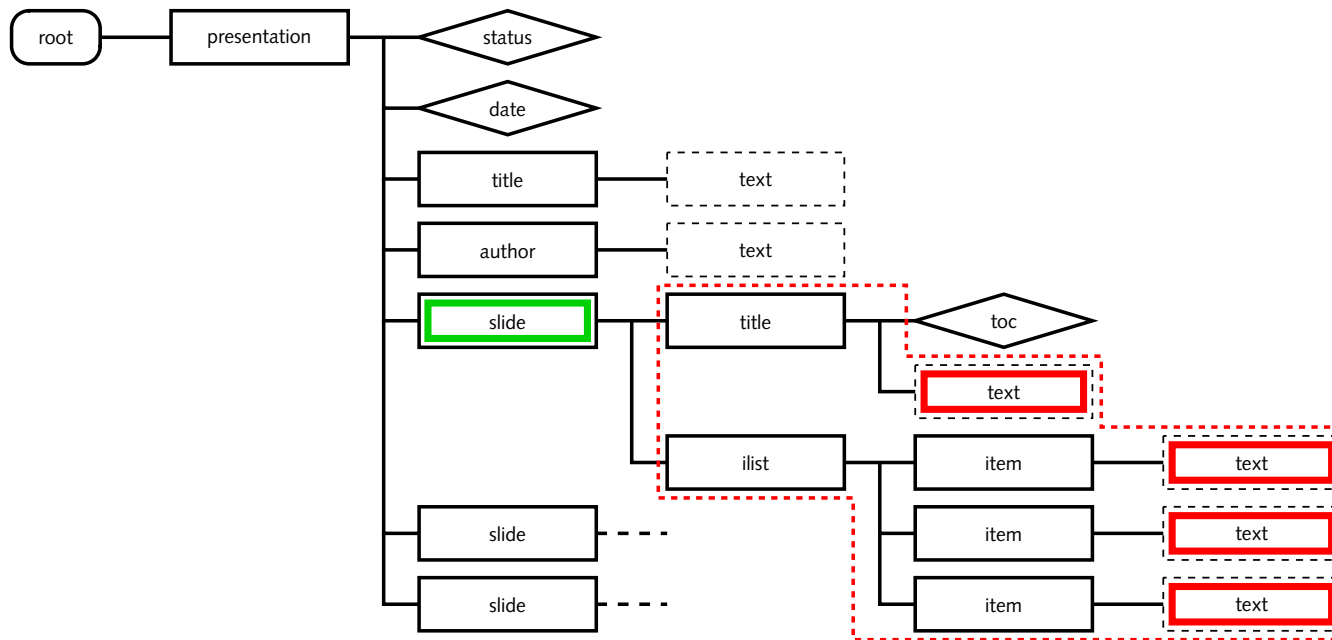 root presentation status
date
title text
author text
slide title toc
text
ilist item text
slide item text
slide item text